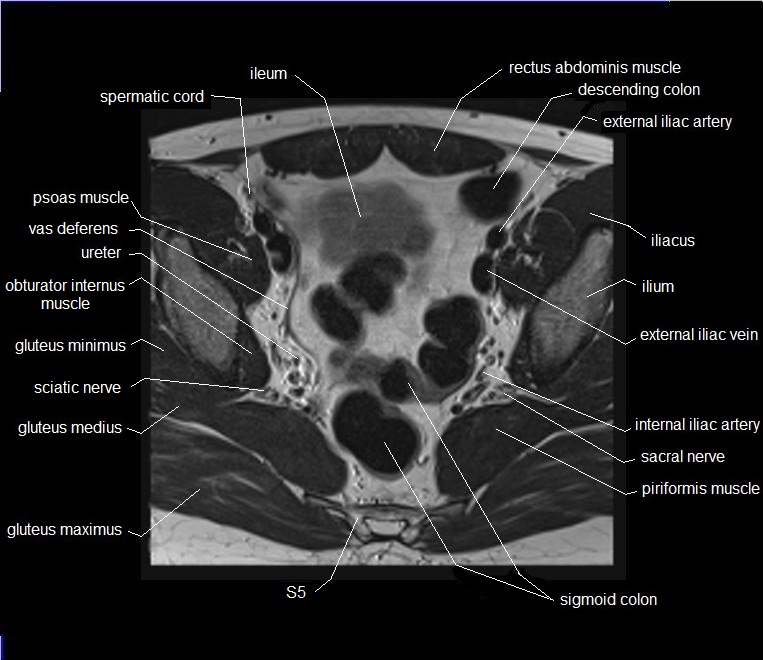 ileum
spermatic cord
psoas muscle
vas deferens
ureter
obturator internus
muscle
gluteus minimus
sciatic nerve
gluteus medius
gluteus maximus
S5
rectus abdominis muscle
descending colon
external iliac artery
iliacus
ilium
external iliac vein
internal iliac artery
sacral nerve
piriformis muscle
sigmoid colon